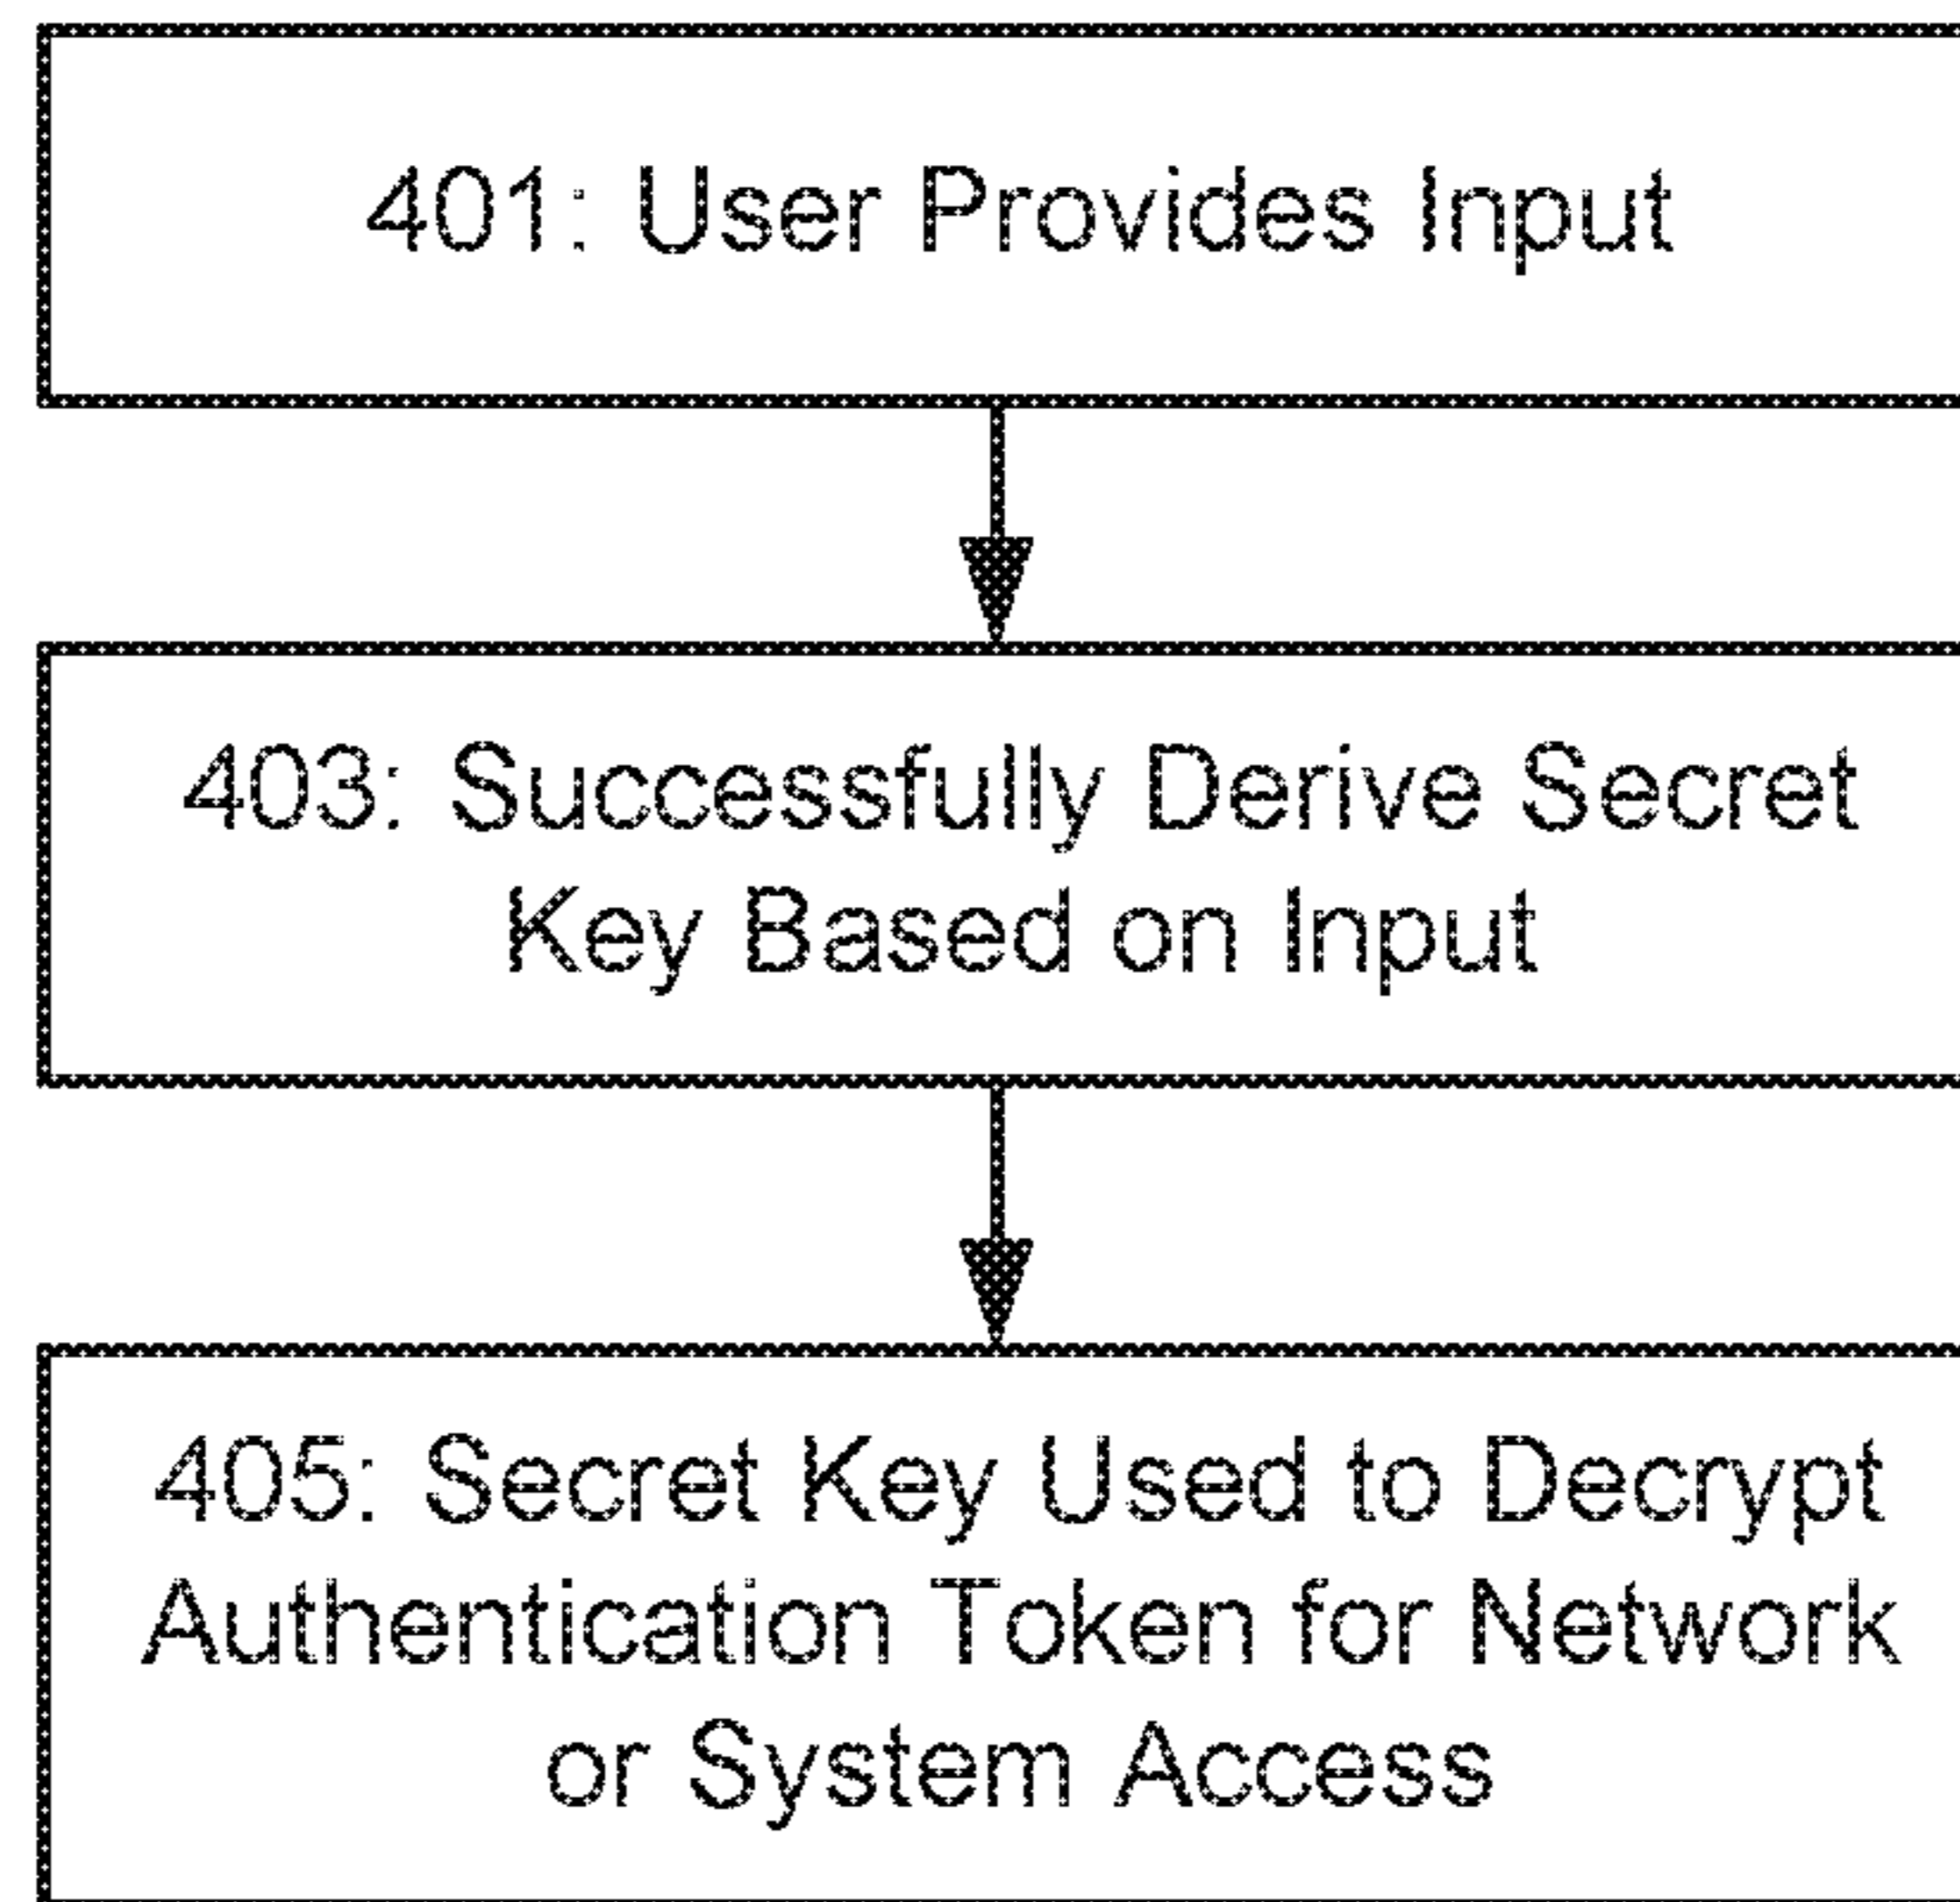 401: User Provides Input
403: Successfully Derive Secret
Key Based on Input
405: Secret Key Used to Decrypt
Authentication Token for Network
or System Access